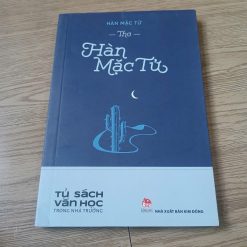 HÀN MẶC TỬ
Thơ
Hàn
Mặc Tử
TỦ SÁCH
VĂN HỌC
TRONG NHÀ TRƯỜNG
NHÀ XUẤT BẢN KIM ĐỒNG